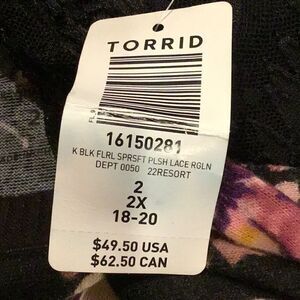 TORRID
16150281
K BLK FLRL SPRSFT PLSH LACE RGLN
DEPT 0050 22RESORT
2
2X
18-20
$49.50 USA
$62.50 CAN